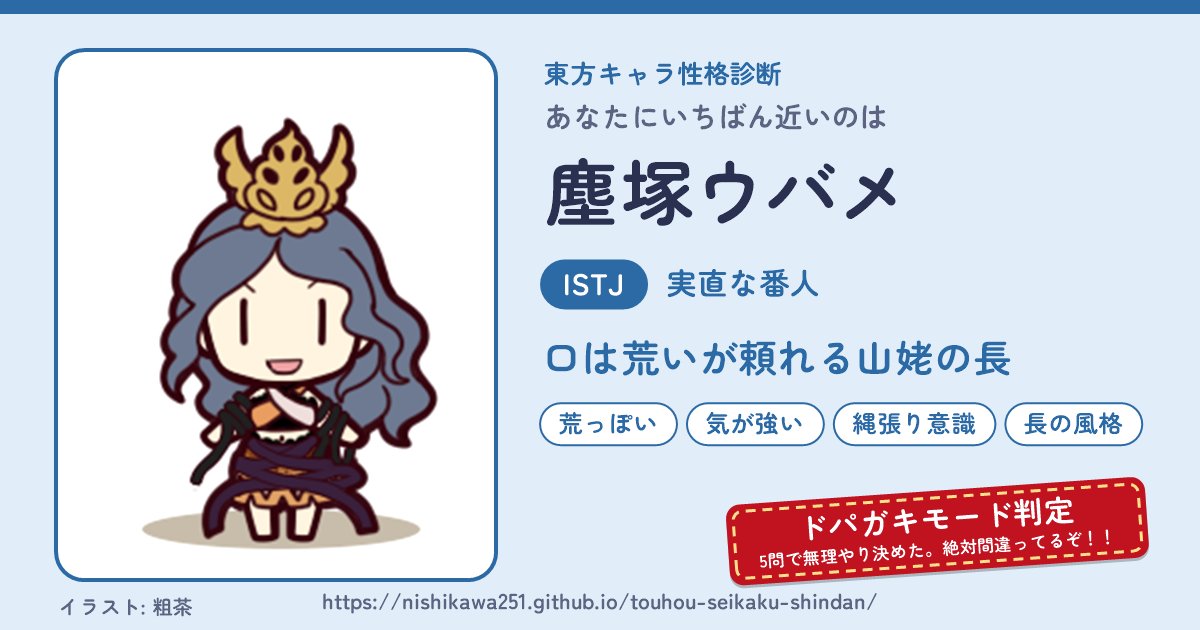 東方キャラ性格診断
あなたにいちばん近いのは
塵塚ウバメ
ISTJ 実直な番人
口は荒いが頼れる山姥の長
荒っぽい 気が強い 縄張り意識 長の風格
ドパガキモード判定
5問で無理やり決めた。絶対間違ってるぞ！！
イラスト: 粗茶
https://nishikawa251.github.io/touhou-seikaku-shindan/